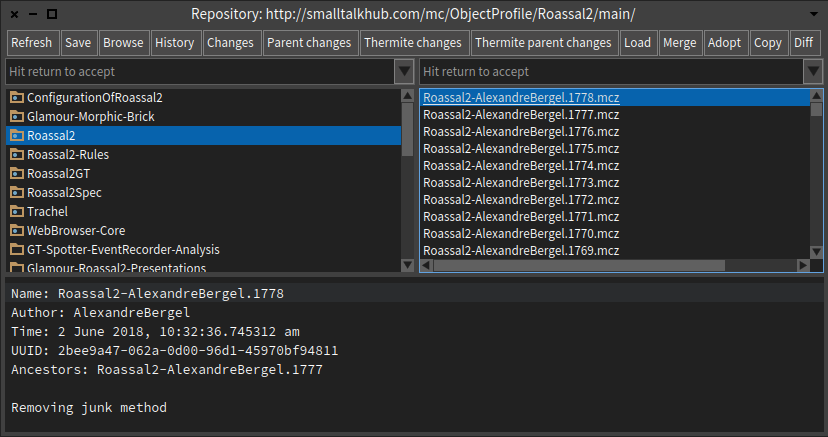 Repository: http://smalltalkhub.com/mc/ObjectProfile/Roassal2/main/
Refresh Save Browse History Changes Parent changes Thermite changes Thermite parent changes Load Merge Adopt Copy Diff
Hit return to accept
Hit return to accept
ConfigurationOfRoassal2
Glamour-Morphic-Brick
Roassal2
Roassal2-Rules
Roassal2GT
Roassal2Spec
Trachel
WebBrowser-Core
GT-Spotter-EventRecorder-Analysis
Glamour-Roassal2-Presentations
Roassal2-AlexandreBergel.1778.mcz
Roassal2-AlexandreBergel.1777.mcz
Roassal2-AlexandreBergel.1776.mcz
Roassal2-AlexandreBergel.1775.mcz
Roassal2-AlexandreBergel.1774.mcz
Roassal2-AlexandreBergel.1773.mcz
Roassal2-AlexandreBergel.1772.mcz
Roassal2-AlexandreBergel.1771.mcz
Roassal2-AlexandreBergel.1770.mcz
Roassal2-AlexandreBergel.1769.mcz
Name: Roassal2-AlexandreBergel.1778
Author: AlexandreBergel
Time: 2 June 2018, 10:32:36.745312 am
UUID: 2bee9a47-062a-0d00-96d1-45970bf94811
Ancestors: Roassal2-AlexandreBergel.1777
Removing junk method